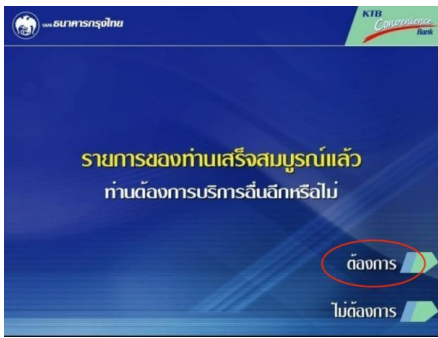 บมจ. ธนาคารกรุงไทย
KTB
Convenience
Bank
รายการของท่านเสร็จสมบูรณ์แล้ว
ท่านต้องการบริการอื่นอีกหรือไม่
ต้องการ
ไม่ต้องการ